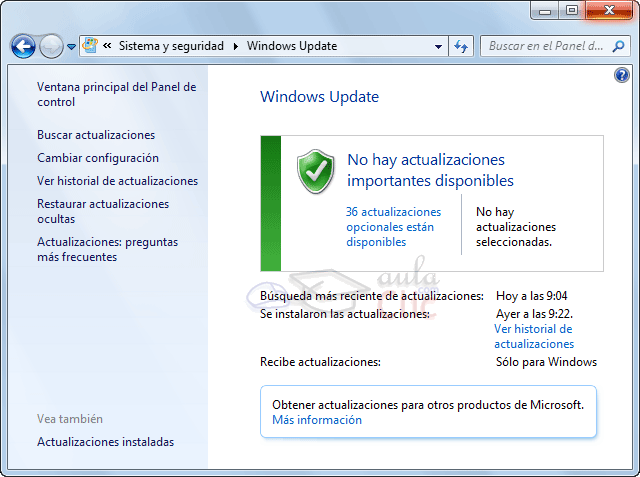 « Sistema y seguridad ▸ Windows Update
Buscar en el Panel d...
Ventana principal del Panel de
control
Buscar actualizaciones
Cambiar configuración
Ver historial de actualizaciones
Restaurar actualizaciones
ocultas
Actualizaciones: preguntas
más frecuentes
Vea también
Actualizaciones instaladas
Windows Update
No hay actualizaciones
importantes disponibles
36 actualizaciones
opcionales están
disponibles
No hay
actualizaciones
seleccionadas.
aula
Búsqueda más reciente de actualizaciones: Hoy a las 9:04
Se instalaron las actualizaciones: Ayer a las 9:22.
Ver historial de
actualizaciones
Recibe actualizaciones: Sólo para Windows
Obtener actualizaciones para otros productos de Microsoft.
Más información